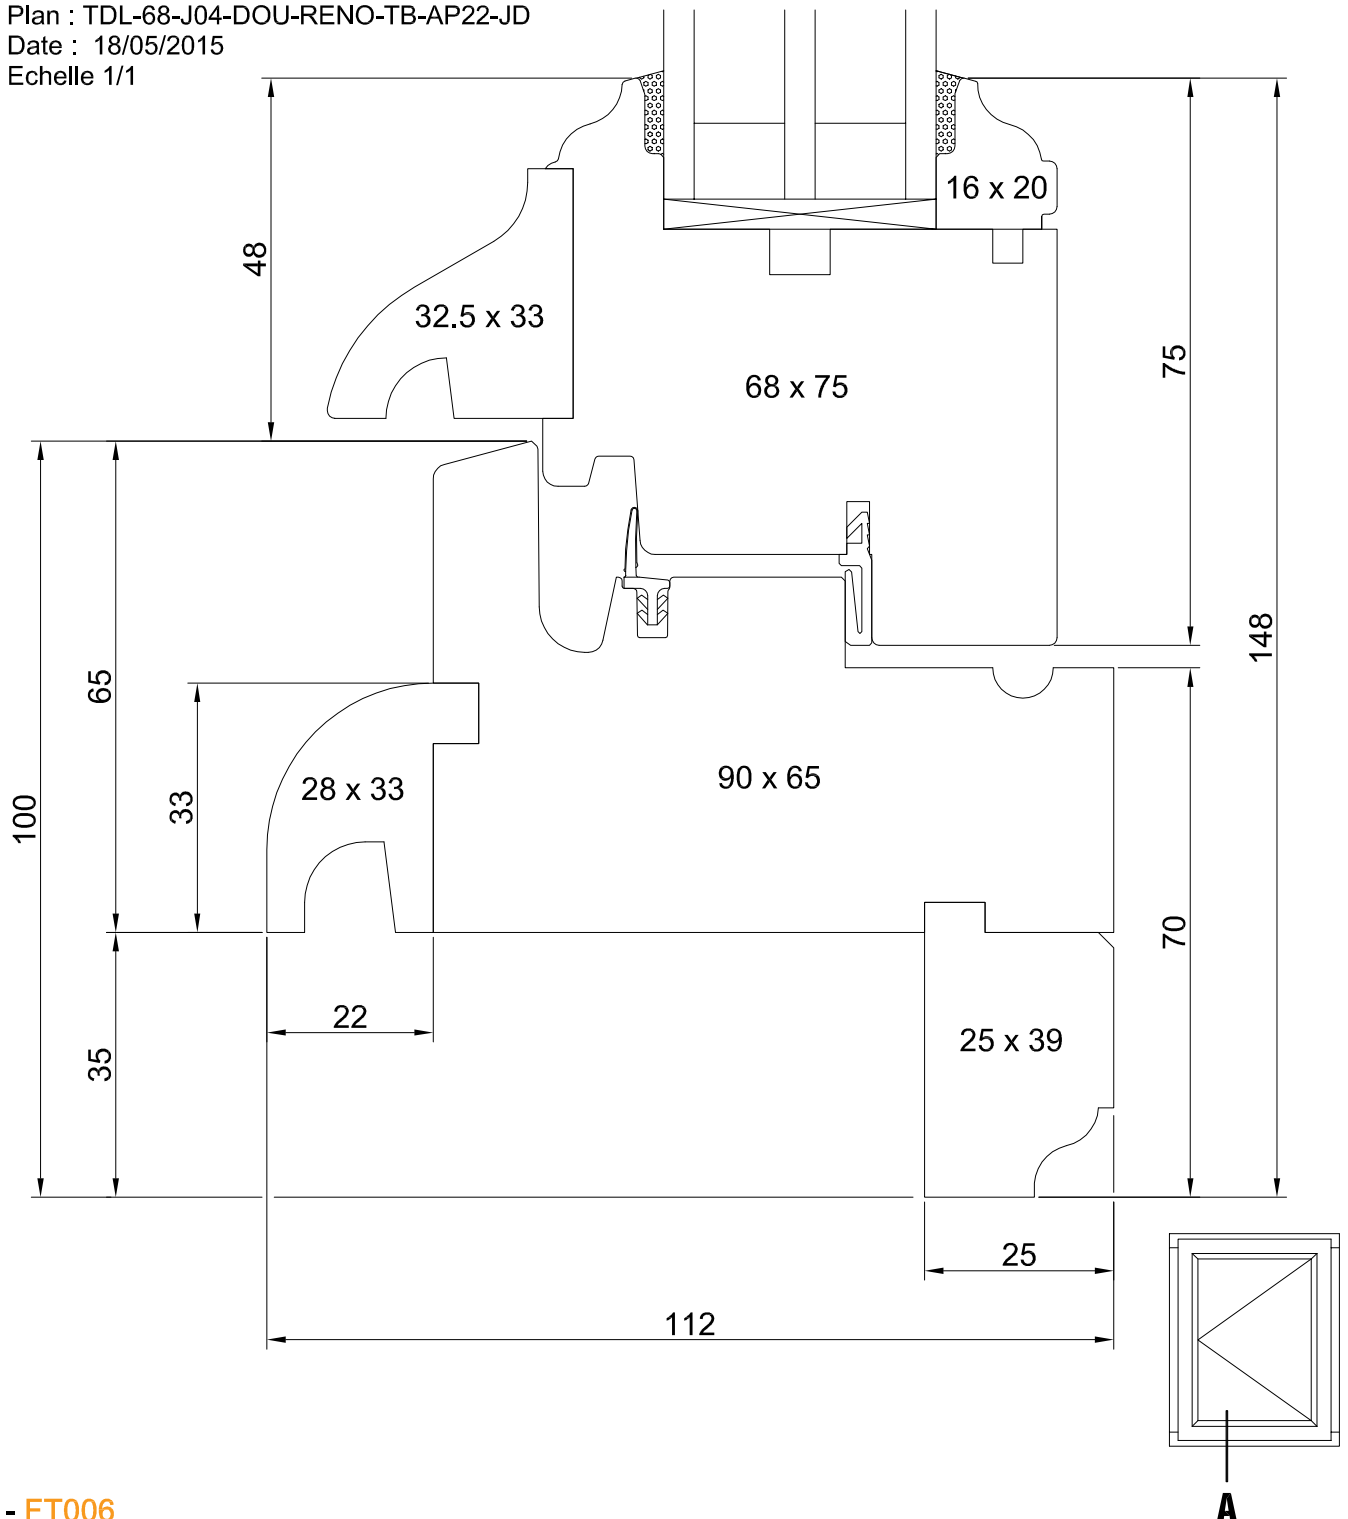 Plan : TDL-68-J04-DOU-RENO-TB-AP22-JD
Date : 18/05/2015
Echelle 1/1
16 x 20
48
32.5 x 33
75
68 x 75
148
65
90 x 65
28 x 33
33
100
70
22
25 x 39
35
25
112
A
- FT006